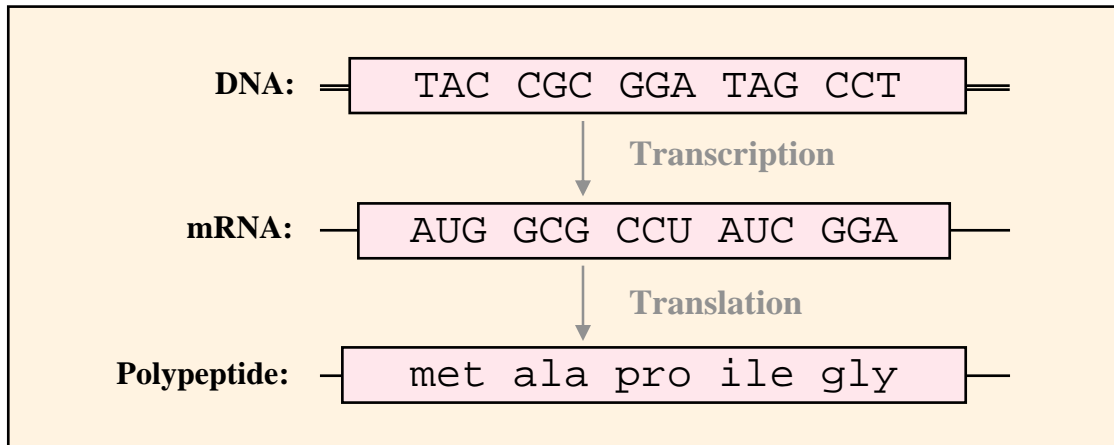 DNA: TAC CGC GGA TAG CCT
Transcription
mRNA: AUG GCG CCU AUC GGA
Translation
Polypeptide: met ala pro ile gly